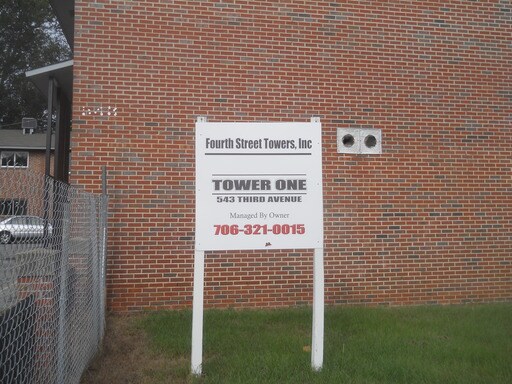 Fourth Street Towers, Inc
TOWER ONE
543 THIRD AVENUE
Managed By Owner
706-321-0015